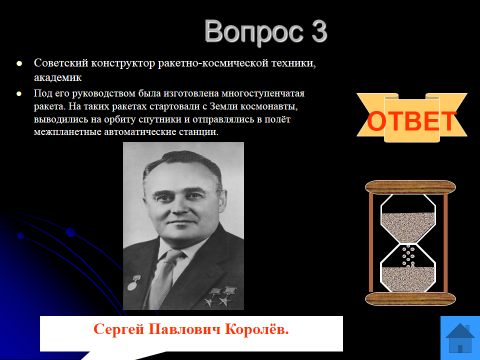 Вопрос 3
Советский конструктор ракетно-космической техники,
академик
Под его руководством была изготовлена многоступенчатая
ракета. На таких ракетах стартовали с Земли космонавты,
выводились на орбиту спутники и отправлялись в полёт
межпланетные автоматические станции.
ОТВЕТ
Сергей Павлович Королёв.